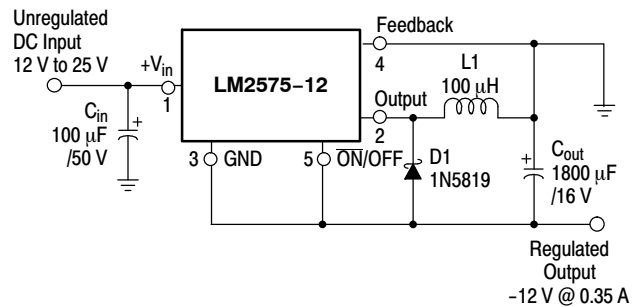 Unregulated
DC Input
12 V to 25 V
+Vin
1
Cin
100 μF
/50 V
LM2575-12
Feedback
4
Output
2
L1
100 μH
3
GND
5
ON/OFF
D1
1N5819
Cout
1800 μF
/16 V
Regulated
Output
-12 V @ 0.35 A